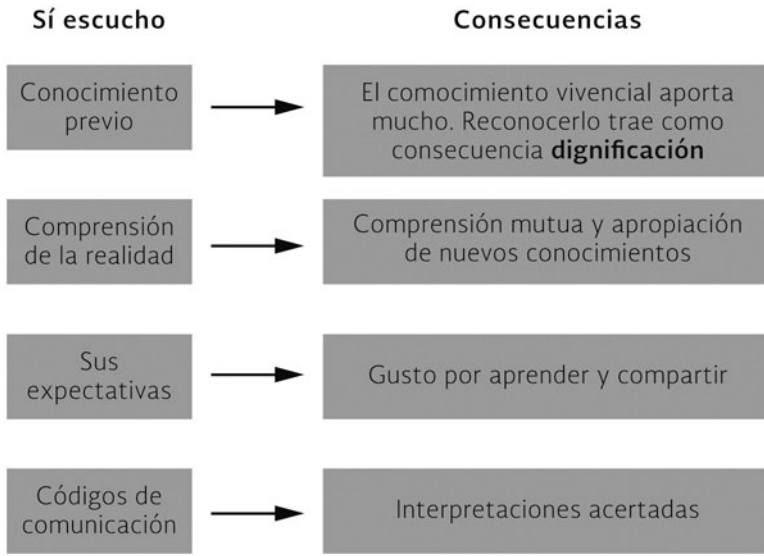 Sí escucho
Consecuencias
Conocimiento
previo
El comocimiento vivencial aporta
mucho. Reconocerlo trae como
consecuencia dignificación
Comprensión
de la realidad
Comprensión mutua y apropiación
de nuevos conocimientos
Sus
expectativas
Gusto por aprender y compartir
Códigos de
comunicación
Interpretaciones acertadas